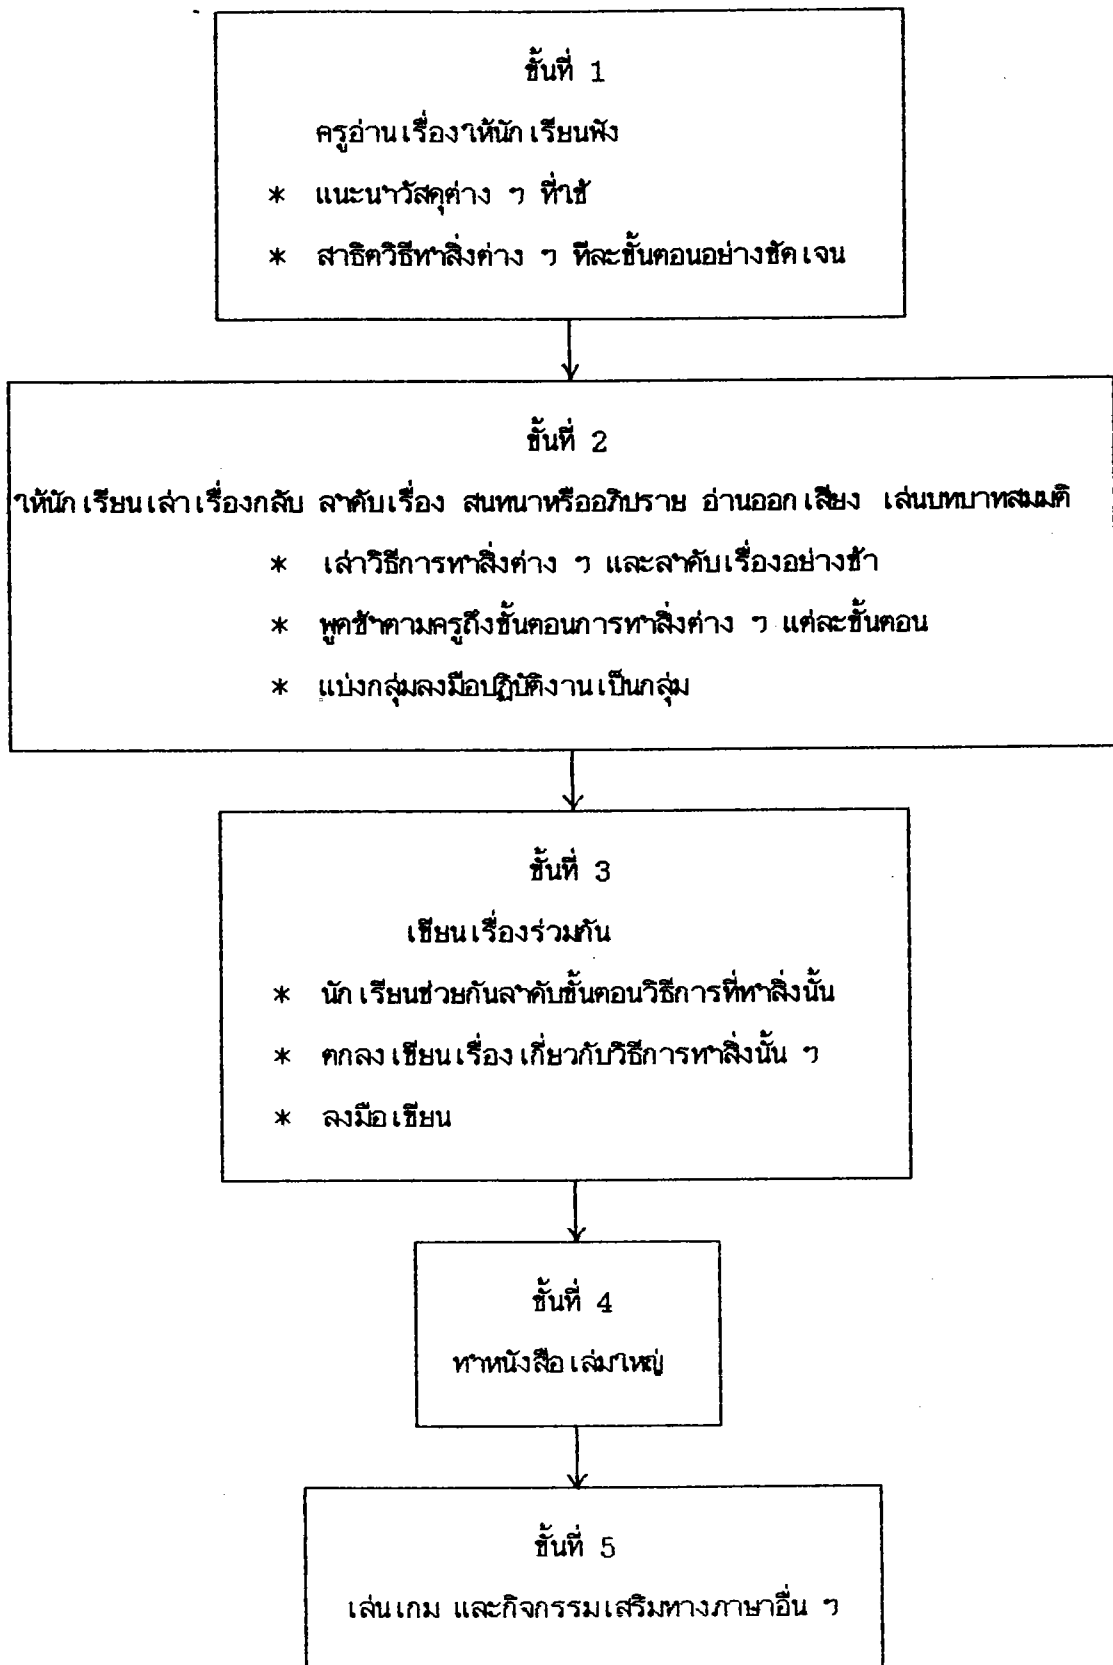 ขั้นที่ 1
ครูอ่านเรื่องให้นักเรียนฟัง
* แนะนำวัสดุต่าง ๆ ที่ใช้
* สาธิตวิธีทำสิ่งต่าง ๆ ทีละขั้นตอนอย่างชัดเจน
ขั้นที่ 2
ให้นักเรียนเล่าเรื่องกลับ ลำดับเรื่อง สนทนาหรืออภิปราย อ่านออกเสียง เล่นบทบาทสมมติ
* เล่าวิธีการทำสิ่งต่าง ๆ และลำดับเรื่องอย่างช้า
* พูดซ้ำตามครูถึงขั้นตอนการทำสิ่งต่าง ๆ แต่ละขั้นตอน
* แบ่งกลุ่มลงมือปฏิบัติงานเป็นกลุ่ม
ขั้นที่ 3
เขียนเรื่องร่วมกัน
* นักเรียนช่วยกันลำดับขั้นตอนวิธีการที่ทำสิ่งนั้น
* ตกลงเขียนเรื่องเกี่ยวกับวิธีการทำสิ่งนั้น ๆ
* ลงมือเขียน
ขั้นที่ 4
ทำหนังสือเล่มใหญ่
ขั้นที่ 5
เล่นเกม และกิจกรรมเสริมทางภาษาอื่น ๆ